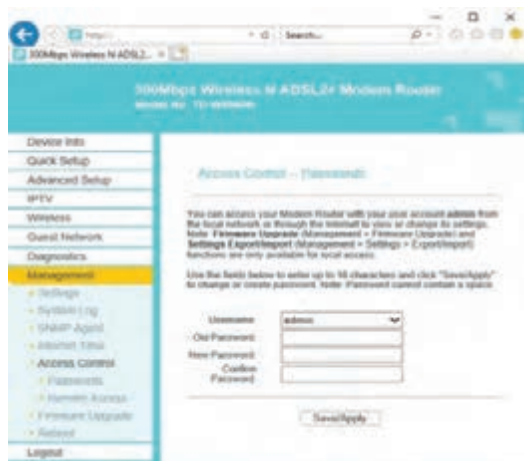 Search...
300Mbps Wireless N ADSL2...
300Mbps Wireless N ADSL2+ Modem Router
Device Info
Quick Setup
Advanced Setup
IPTV
Wireless
Guest Network
Diagnostics
Management
Settings
System Log
SNMP Agent
Internet Time
Access Control
Passwords
Remote Access
Firmware Upgrade
Reboot
Logout
Access Control -- Passwords
You can access your Modem Router with your user account admin from
the local network or through the Internet to view or change its settings.
Note: Firmware Upgrade (Management > Firmware Upgrade) and
Settings Export/Import (Management > Settings > Export/Import)
functions are only available for local access.
Use the fields below to enter up to 16 characters and click "Save/Apply"
to change or create password. Note: Password cannot contain a space.
Username: admin
Old Password:
New Password:
Confirm
Password:
Save/Apply